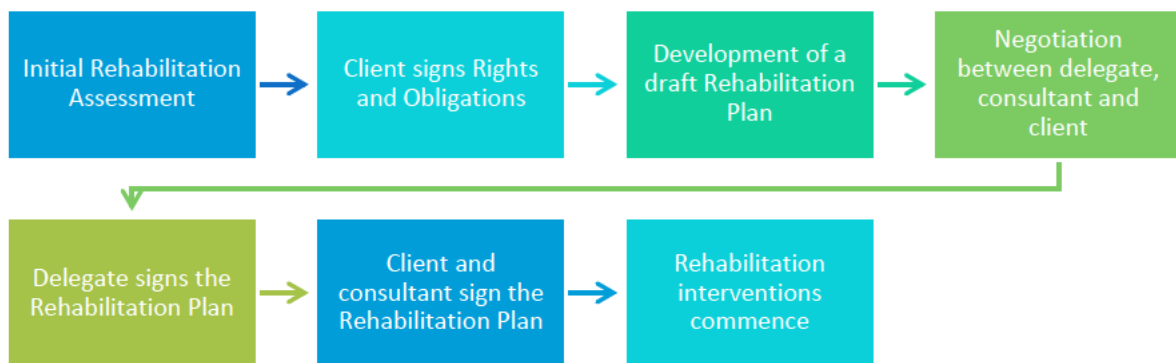 Initial Rehabilitation
Assessment
Client signs Rights
and Obligations
Development of a
draft Rehabilitation
Plan
Negotiation
between delegate,
consultant and
client
Delegate signs the
Rehabilitation Plan
Client and
consultant sign the
Rehabilitation Plan
Rehabilitation
interventions
commence